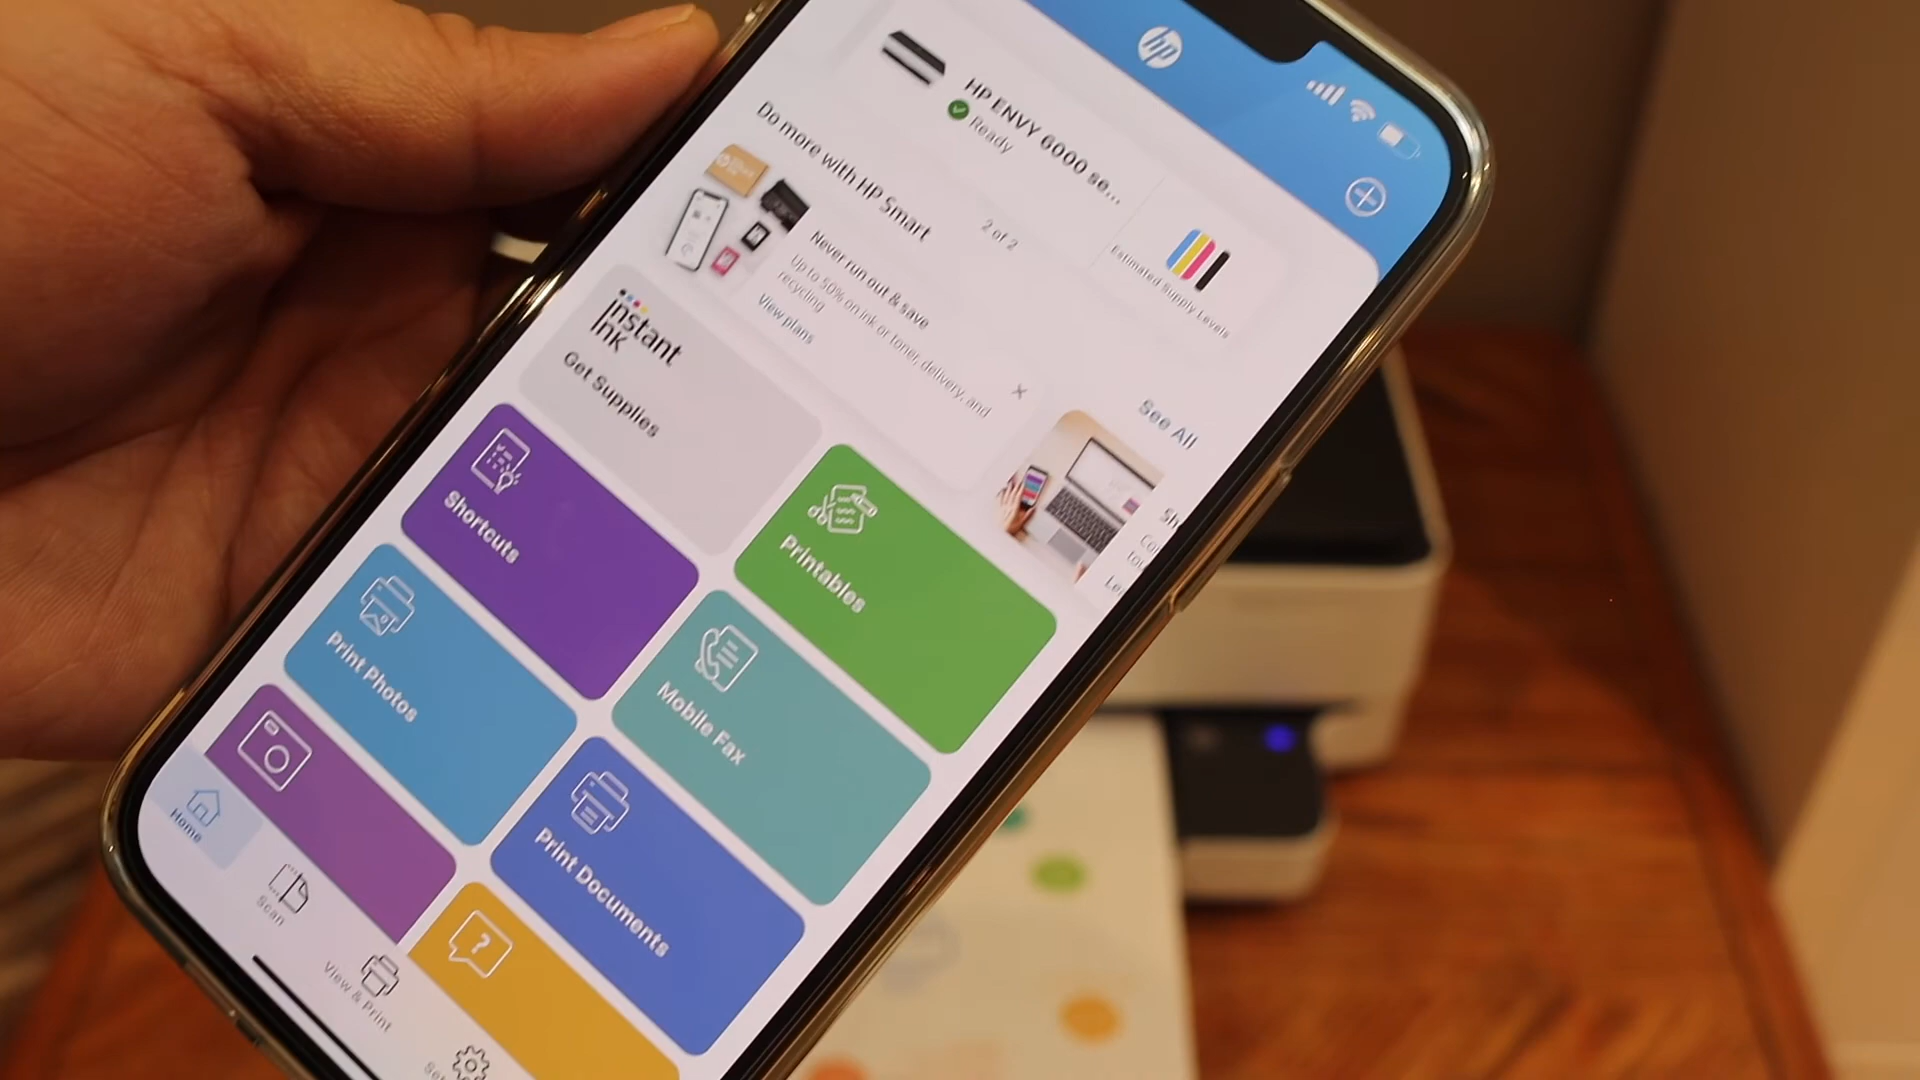 hp
HP ENVY 6000 se...
Ready
Estimated Supply Levels
Do more with HP Smart
2 of 2
See All
Never run out & save
Up to 50% on ink or toner, delivery, and
recycling
View plans
Sh
Instant
Ink
Get Supplies
Printables
Shortcuts
Mobile Fax
Print Photos
Print Documents
?
Home
Scan
View & Print